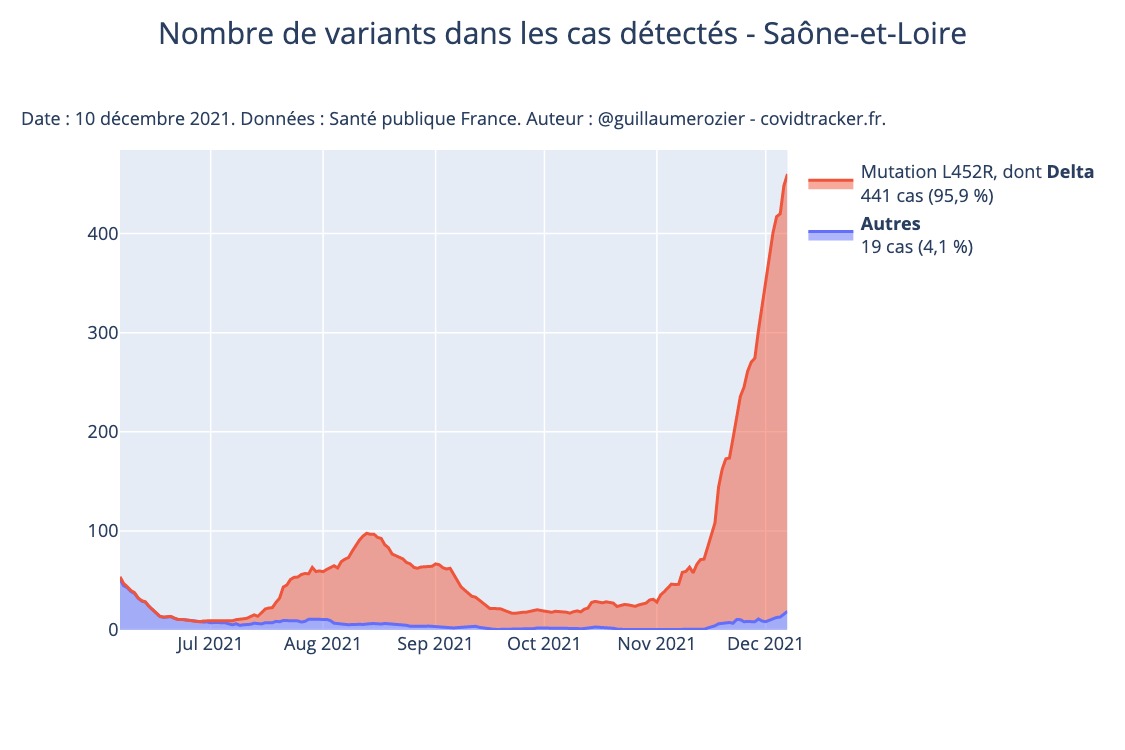 Nombre de variants dans les cas détectés - Saône-et-Loire
Date : 10 décembre 2021. Données : Santé publique France. Auteur : @guillaumerozier - covidtracker.fr.
Mutation L452R, dont Delta
441 cas (95,9 %)
Autres
19 cas (4,1 %)
400
300
200
100
0
Jul 2021 Aug 2021 Sep 2021 Oct 2021 Nov 2021 Dec 2021